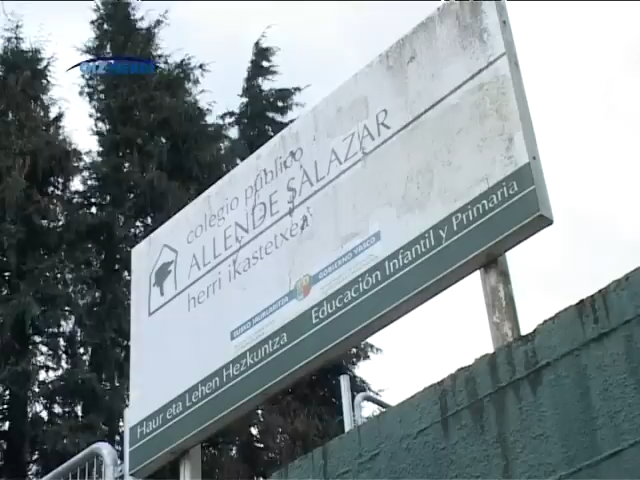 colegio público
ALLENDE SALAZAR
herri ikastetxea
EUSKO JAURLARITZA
GOBIERNO VASCO
Haur eta Lehen Hezkuntza
Educación Infantil y Primaria